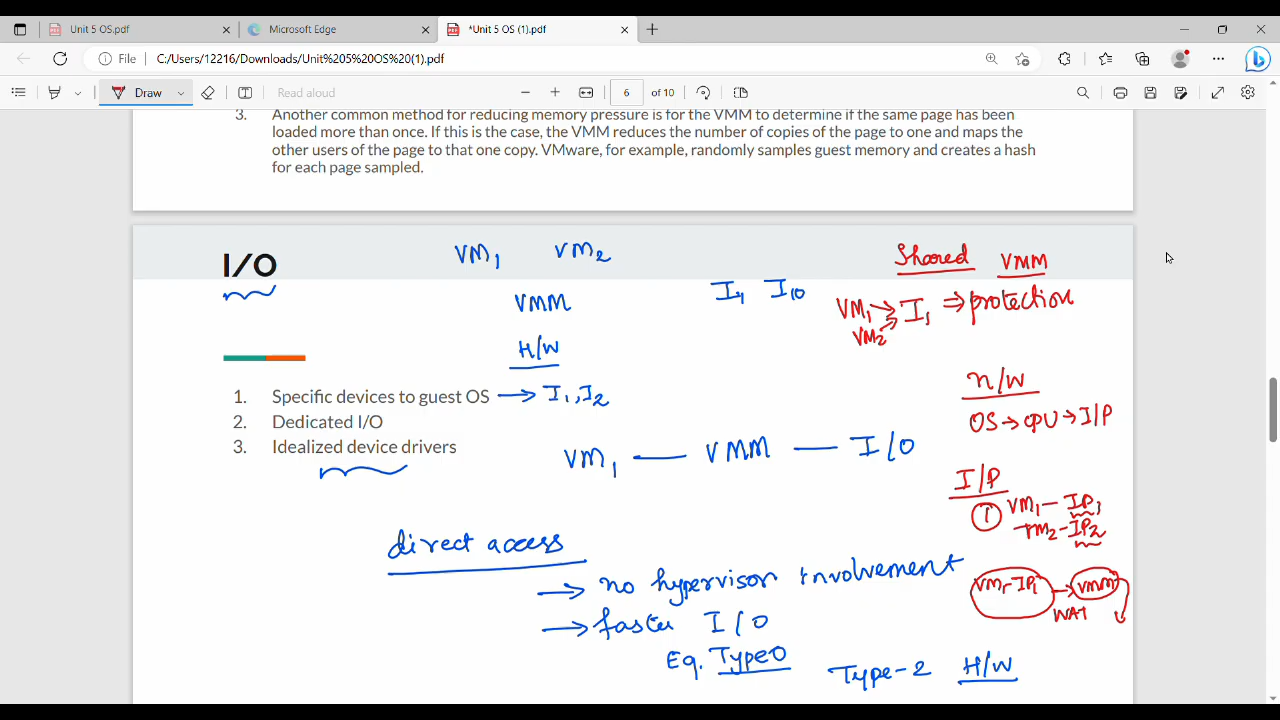 Unit 5 OS.pdf
Microsoft Edge
*Unit 5 OS (1).pdf
File
C:/Users/12216/Downloads/Unit%205%20OS%20(1).pdf
Draw
Read aloud
6 of 10
3. Another common method for reducing memory pressure is for the VMM to determine if the same page has been
loaded more than once. If this is the case, the VMM reduces the number of copies of the page to one and maps the
other users of the page to that one copy. VMware, for example, randomly samples guest memory and creates a hash
for each page sampled.
I/O
VM1 VM2
VMM
H/W
I4 I10
Shared VMM
VM1 → I1 ⇒ protection
VM2
1. Specific devices to guest OS → I1, I2
2. Dedicated I/O
3. Idealized device drivers
n/w
OS → CPU → I/P
VM1 — VMM — I/O
I/P
① VM1 — IP1
VM2 - IP2
direct access
→ no hypervisor involvement
VM1-IP1 → VMM
WAT
→ faster I/O
Eg. Type0
Type-2 H/W